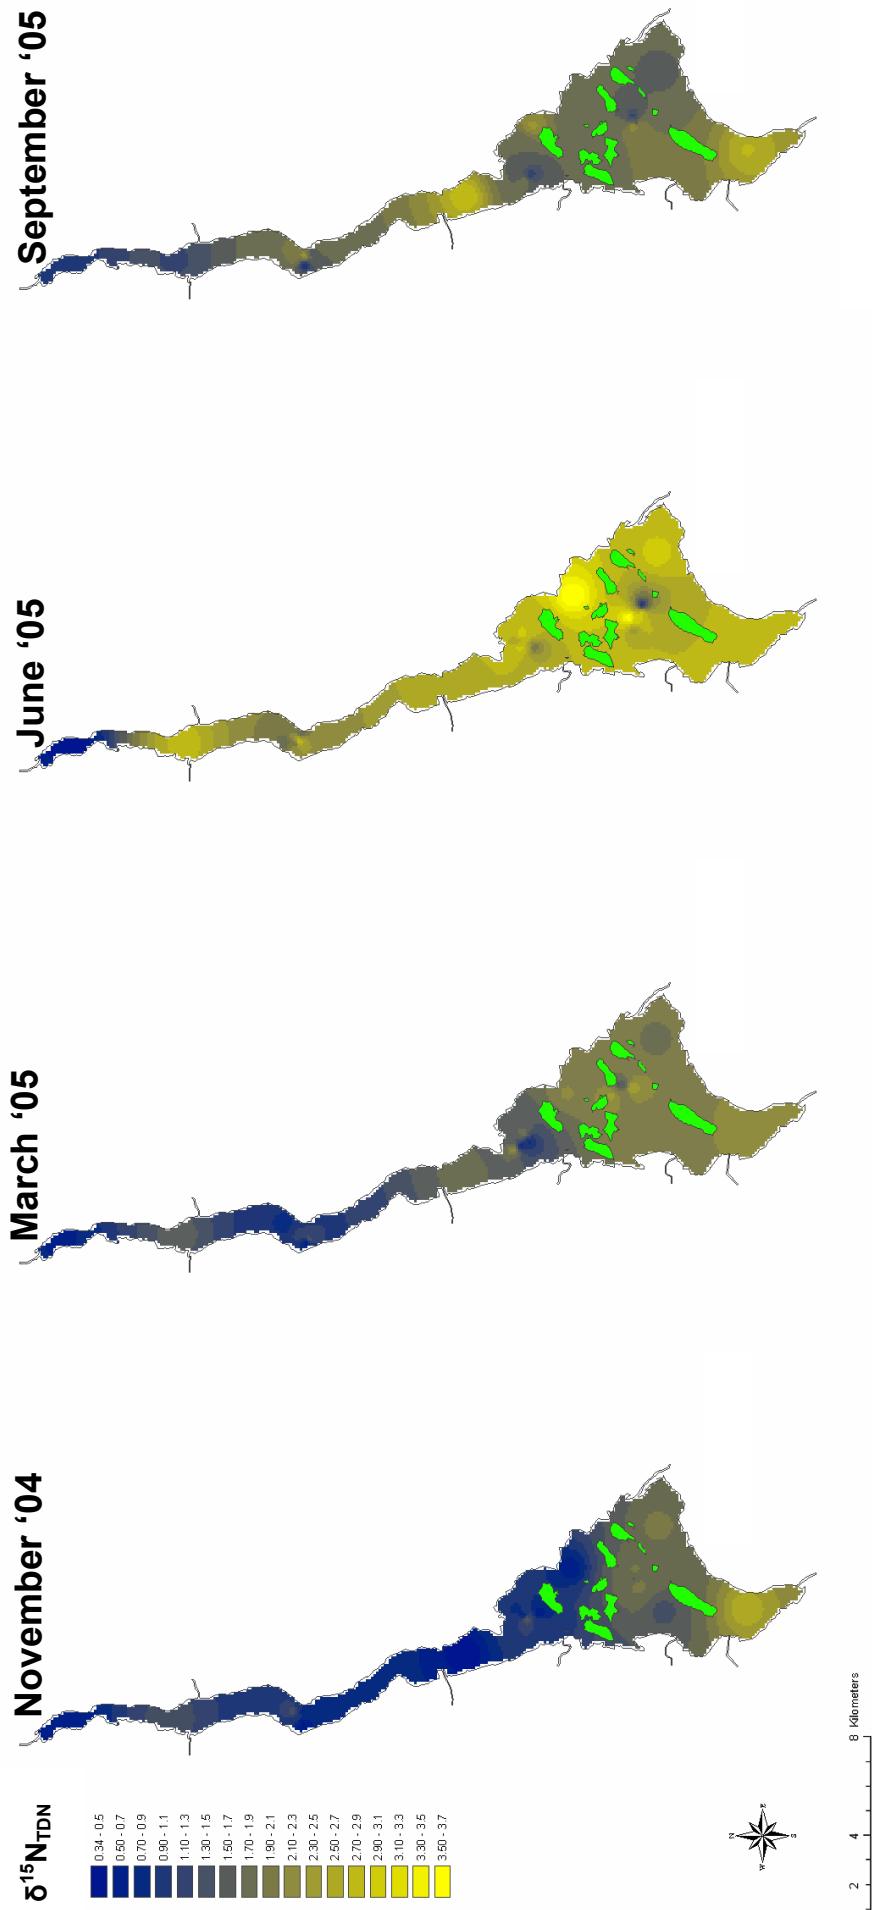 δ¹⁵N_TDN
0.34 - 0.5
0.50 - 0.7
0.70 - 0.9
0.90 - 1.1
1.10 - 1.3
1.30 - 1.5
1.50 - 1.7
1.70 - 1.9
1.90 - 2.1
2.10 - 2.3
2.30 - 2.5
2.50 - 2.7
2.70 - 2.9
2.90 - 3.1
3.10 - 3.3
3.30 - 3.5
3.50 - 3.7
November ‘04
March ‘05
June ‘05
September ‘05
N
W
E
S
2
4
8 Kilometers